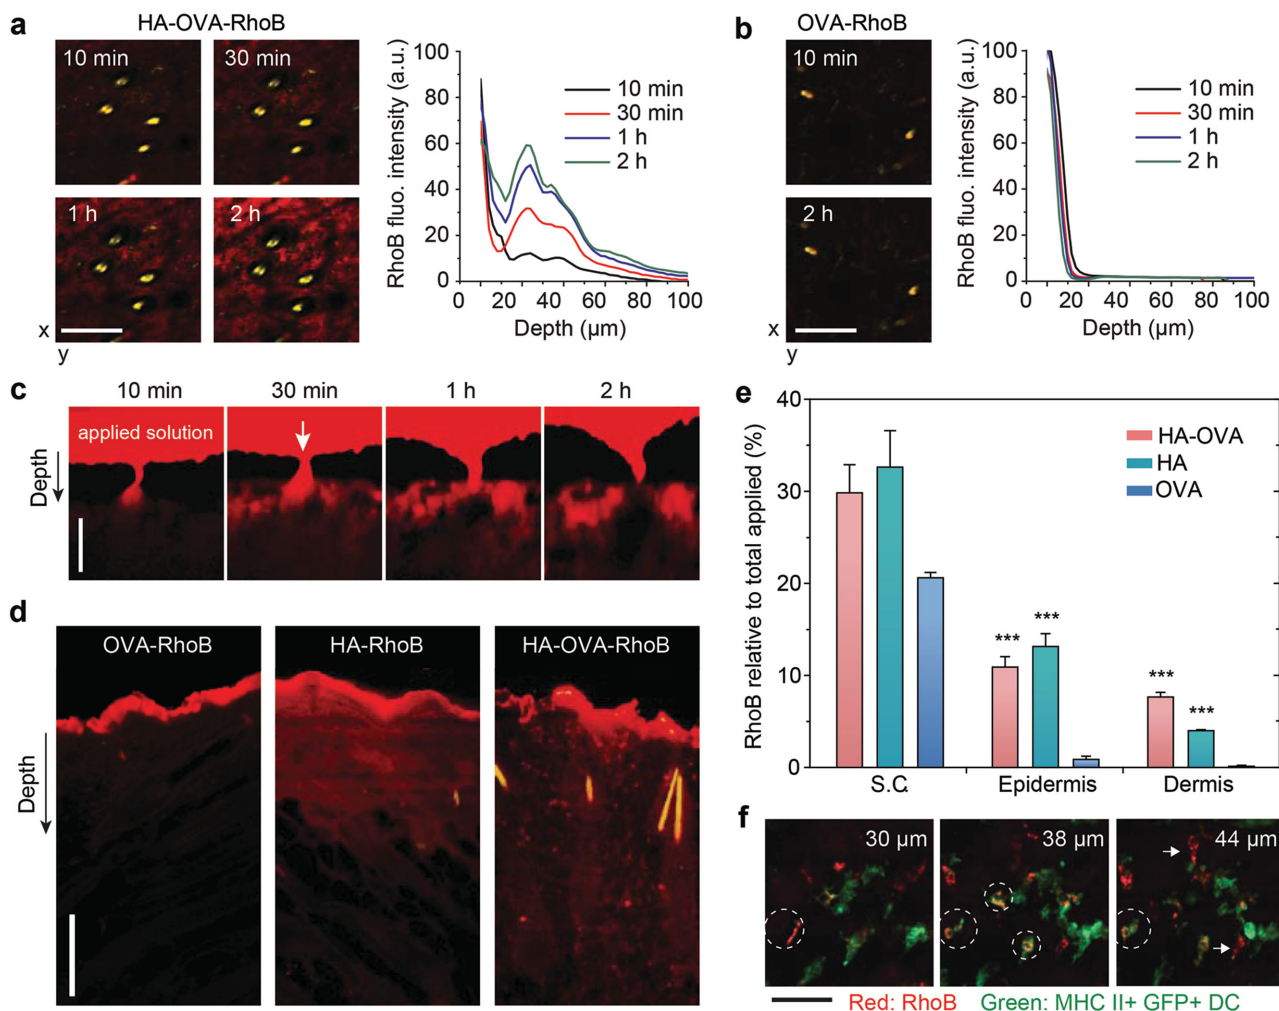 a
HA-OVA-RhoB
10 min
30 min
1 h
2 h
x
y
RhoB fluo. intensity (a.u.)
100
80
60
40
20
0
10 min
30 min
1 h
2 h
0 20 40 60 80 100
Depth (µm)
b
OVA-RhoB
10 min
2 h
x
y
RhoB fluo. intensity (a.u.)
100
80
60
40
20
0
10 min
30 min
1 h
2 h
0 20 40 60 80 100
Depth (µm)
c
10 min
30 min
1 h
2 h
applied solution
Depth
d
OVA-RhoB
HA-RhoB
HA-OVA-RhoB
Depth
e
RhoB relative to total applied (%)
40
30
20
10
0
HA-OVA
HA
OVA
*** ***
*** ***
S.C. Epidermis Dermis
f
30 µm
38 µm
44 µm
Red: RhoB Green: MHC II+ GFP+ DC